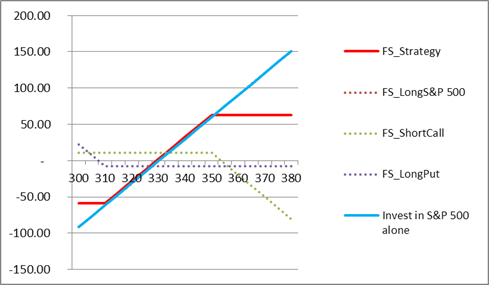 200.00
150.00
100.00
50.00
-
-50.00
-100.00
-150.00
300 310 320 330 340 350 360 370 380
FS_Strategy
FS_LongS&P 500
FS_ShortCall
FS_LongPut
Invest in S&P 500
alone